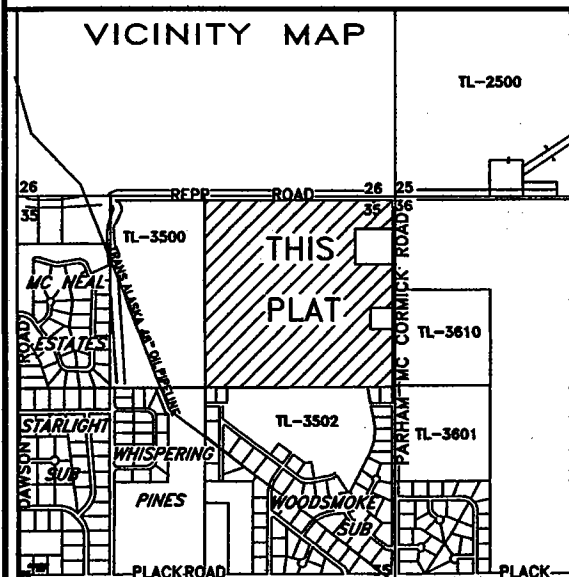 VICINITY MAP
TL-2500
26
REPP ROAD
26
25
35
35
36
TL-3500
THIS
PLAT
MC NEAL
ESTATES
ROAD
DAWSON
TRANS ALASKA 48" OIL PIPELINE
PARHAM-MC CORMICK ROAD
TL-3610
TL-3502
TL-3601
STARLIGHT
SUB
WHISPERING
PINES
WOODSMOKE
SUB
PLACK ROAD
35
PLACK